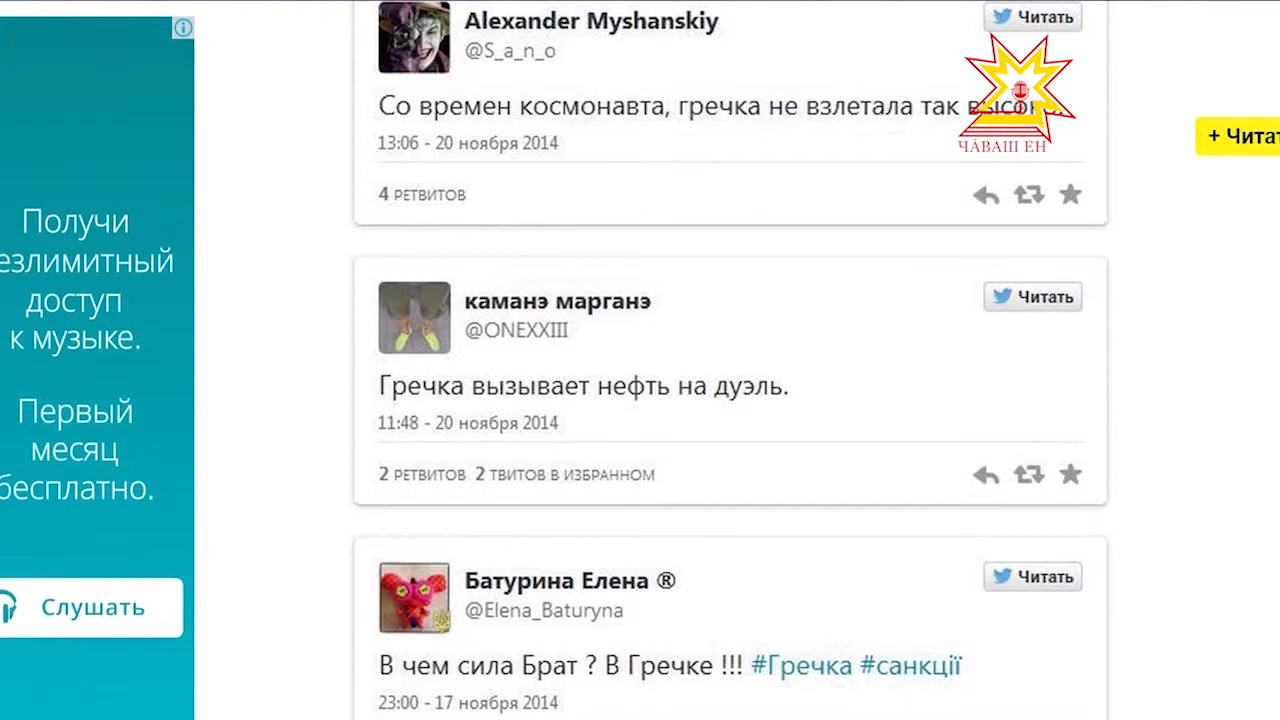 Получи
езлимитный
доступ
к музыке.
Первый
месяц
бесплатно.
Слушать
Alexander Myshanskiy
Читать
@S_a_n_o
Со времен космонавта, гречка не взлетала так высоко.
13:06 - 20 ноября 2014
4 РЕТВИТОВ
ЧӐВАШ ЕН
+ Читат
каманэ марганэ
Читать
@ONEXXIII
Гречка вызывает нефть на дуэль.
11:48 - 20 ноября 2014
2 РЕТВИТОВ 2 ТВИТОВ В ИЗБРАННОМ
Батурина Елена ®
Читать
@Elena_Baturyna
В чем сила Брат ? В Гречке !!! #Гречка #санкції
23:00 - 17 ноября 2014